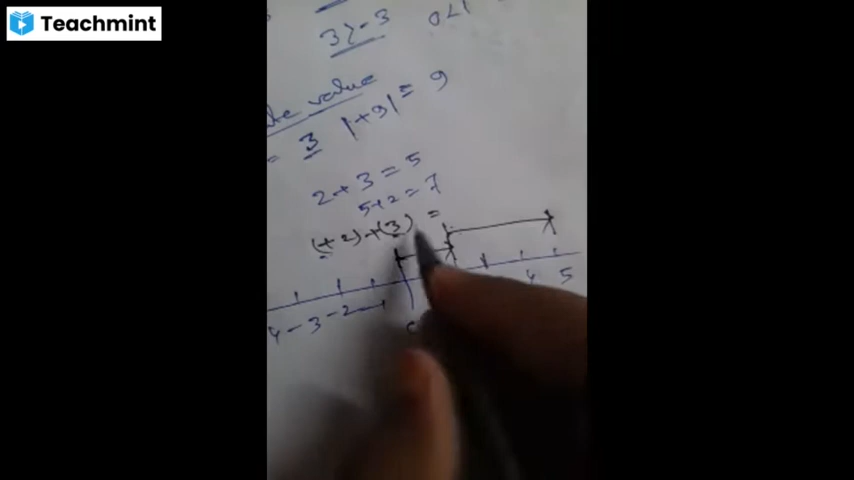 Teachmint
3 > -3
value
= 3 |+9| = 9
2 + 3 = 5
5+2 = 7
(+2) + (3) =
4 -3 -2 4 5